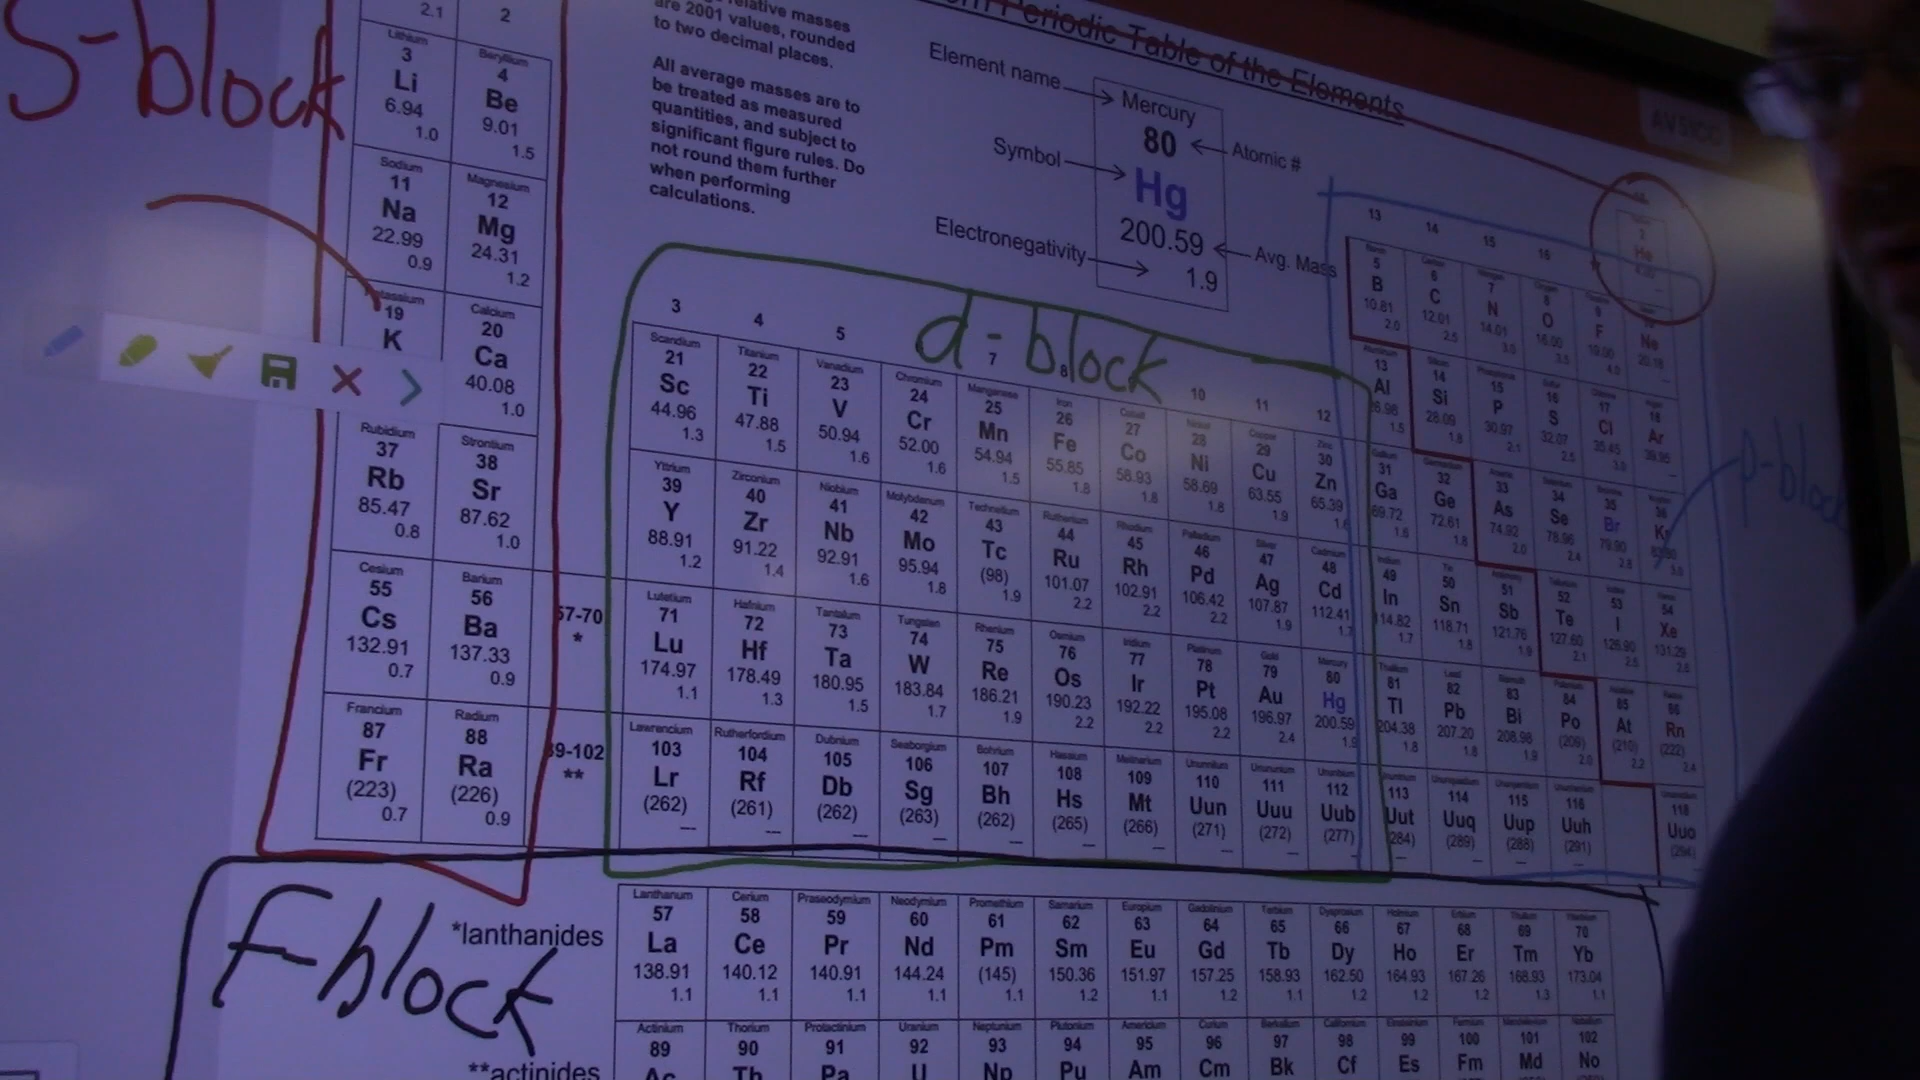 Periodic Table of the Elements
relative masses
are 2001 values, rounded
to two decimal places.
All average masses are to
be treated as measured
quantities, and subject to
significant figure rules. Do
not round them further
when performing
calculations.
Element name
Mercury
80
Atomic #
Symbol
Hg
200.59
Avg. Mass
Electronegativity
1.9
S-block
d-block
p-block
F-block
2.1 2
Lithium Beryllium
3 4
Li Be
6.94 9.01
1.0 1.5
Sodium Magnesium
11 12
Na Mg
22.99 24.31
0.9 1.2
Calcium
19 20
K Ca
40.08
1.0
Rubidium Strontium
37 38
Rb Sr
85.47 87.62
0.8 1.0
Cesium Barium
55 56
Cs Ba
132.91 137.33
0.7 0.9
57-70
*
Francium Radium
87 88
Fr Ra
(223) (226)
0.7 0.9
**
3 4 5 7 8 10 11 12
Scandium Titanium Vanadium Chromium Manganese Iron Cobalt Nickel Copper Zinc
21 22 23 24 25 26 27 28 29 30
Sc Ti V Cr Mn Fe Co Ni Cu Zn
44.96 47.88 50.94 52.00 54.94 55.85 58.93 58.69 63.55 65.39
1.3 1.5 1.6 1.6 1.5 1.8 1.8 1.8 1.9
Yttrium Zirconium Niobium Molybdenum Technetium Ruthenium Rhodium Palladium Silver Cadmium
39 40 41 42 43 44 45 46 47 48
Y Zr Nb Mo Tc Ru Rh Pd Ag Cd
88.91 91.22 92.91 95.94 (98) 101.07 102.91 106.42 107.87 112.41
1.2 1.4 1.6 1.8 1.9 2.2 2.2 2.2 1.9 1.7
Lutetium Hafnium Tantalum Tungsten Rhenium Osmium Iridium Platinum Gold Mercury
71 72 73 74 75 76 77 78 79 80
Lu Hf Ta W Re Os Ir Pt Au Hg
174.97 178.49 180.95 183.84 186.21 190.23 192.22 195.08 196.97 200.59
1.1 1.3 1.5 1.7 1.9 2.2 2.2 2.2 2.4 1.9
Lawrencium Rutherfordium Dubnium Seaborgium Bohrium Hassium Meitnerium Ununnilium Unununium Ununbium
103 104 105 106 107 108 109 110 111 112
Lr Rf Db Sg Bh Hs Mt Uun Uuu Uub
(262) (261) (262) (263) (262) (265) (266) (271) (272) (277)
13 14 15 16
He
5 6 7 8
B C N O F Ne
10.81 12.01 14.01 16.00 19.00 20.18
2.0 2.5 3.0 3.5 4.0
13 14 15 16 17 18
Al Si P S Cl Ar
28.09 30.97 32.07 35.45 39.95
1.5 1.8 2.1 2.5 3.0
31 32 33 34 35 36
Ga Ge As Se Br Kr
69.72 72.61 74.92 78.96 79.90
1.6 1.8 2.0 2.4 2.8
49 50 51 52 53 54
In Sn Sb Te I Xe
114.82 118.71 121.76 127.60 126.90 131.29
1.7 1.8 1.9 2.1 2.5
81 82 83 84 85 86
Tl Pb Bi Po At Rn
204.38 207.20 208.98 (209) (210) (222)
1.8 1.8 1.9 2.0 2.2 2.4
113 114 115 116 118
Uut Uuq Uup Uuh Uuo
(284) (289) (288) (291)
*lanthanides
Lanthanum Cerium Praseodymium Neodymium Promethium Samarium Europium Gadolinium Terbium Dysprosium Holmium Erbium Thulium Ytterbium
57 58 59 60 61 62 63 64 65 66 67 68 69 70
La Ce Pr Nd Pm Sm Eu Gd Tb Dy Ho Er Tm Yb
138.91 140.12 140.91 144.24 (145) 150.36 151.97 157.25 158.93 162.50 164.93 167.26 168.93 173.04
1.1 1.1 1.1 1.1 1.1 1.2 1.1 1.2 1.1 1.2 1.2 1.2 1.3 1.1
**actinides
Actinium Thorium Protactinium Uranium Neptunium Plutonium Americium Curium Berkelium Californium Einsteinium Fermium Mendelevium Nobelium
89 90 91 92 93 94 95 96 97 98 99 100 101 102
Ac Th Pa U Np Pu Am Cm Bk Cf Es Fm Md No